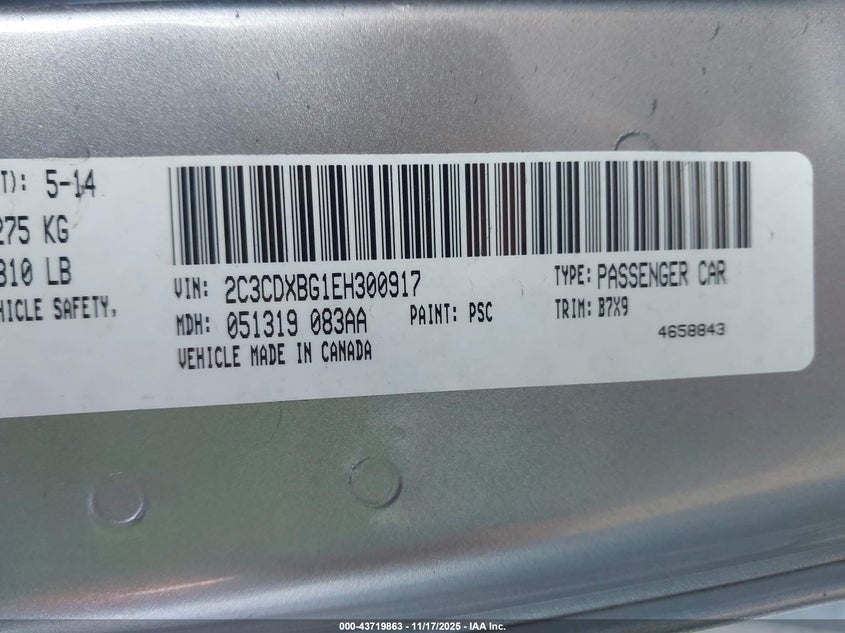 T): 5-14
275 KG
310 LB
HICLE SAFETY,
VIN: 2C3CDXBG1EH300917
TYPE: PASSENGER CAR
MDH: 051319 083AA
PAINT: PSC
TRIM: B7X9
VEHICLE MADE IN CANADA
4658843
000-43719863 - 11/17/2025 - IAA Inc.